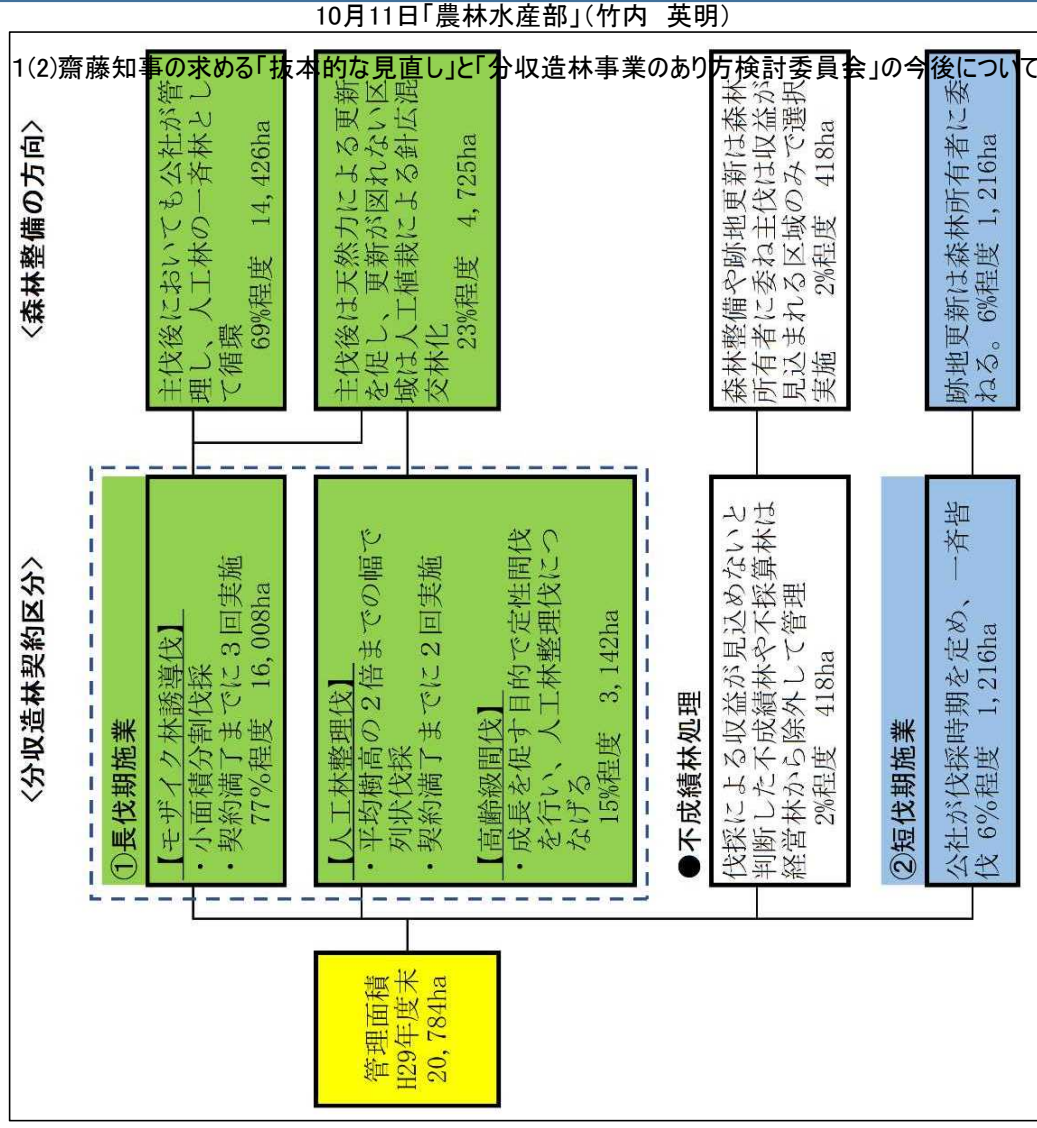 10月11日「農林水産部」(竹内　英明)
1(2)齋藤知事の求める「抜本的な見直し」と「分収造林事業のあり方検討委員会」の今後について
管理面積
H29年度末
20,784ha
<分収造林契約区分>
①長伐期施業
【モザイク林誘導伐】
・小面積分割伐採
・契約満了までに3回実施
77%程度　16,008ha
【人工林整理伐】
・平均樹高の2倍までの幅で
列状伐採
・契約満了までに2回実施
【高齢級間伐】
・成長を促す目的で定性間伐
を行い、人工林整理伐につ
なげる
15%程度　3,142ha
●不成績林処理
伐採による収益が見込めないと
判断した不成績林や不採算林は
経営林から除外して管理
2%程度　418ha
②短伐期施業
公社が伐採時期を定め、一斉皆
伐　6%程度　1,216ha
<森林整備の方向>
主伐後においても公社が管
理し、人工林の一斉林とし
て循環
69%程度　14,426ha
主伐後は天然力による更新
を促し、更新が図れない区
域は人工植栽による針広混
交林化
23%程度　4,725ha
森林整備や跡地更新は森林
所有者に委ね主伐は収益が
見込まれる区域のみで選択
実施　2%程度　418ha
跡地更新は森林所有者に委
ねる。　6%程度　1,216ha